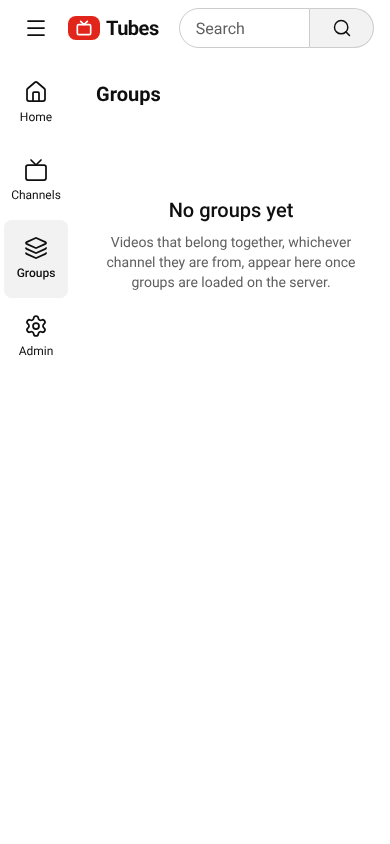 Tubes
Search
Home
Channels
Groups
Admin
Groups
No groups yet
Videos that belong together, whichever
channel they are from, appear here once
groups are loaded on the server.